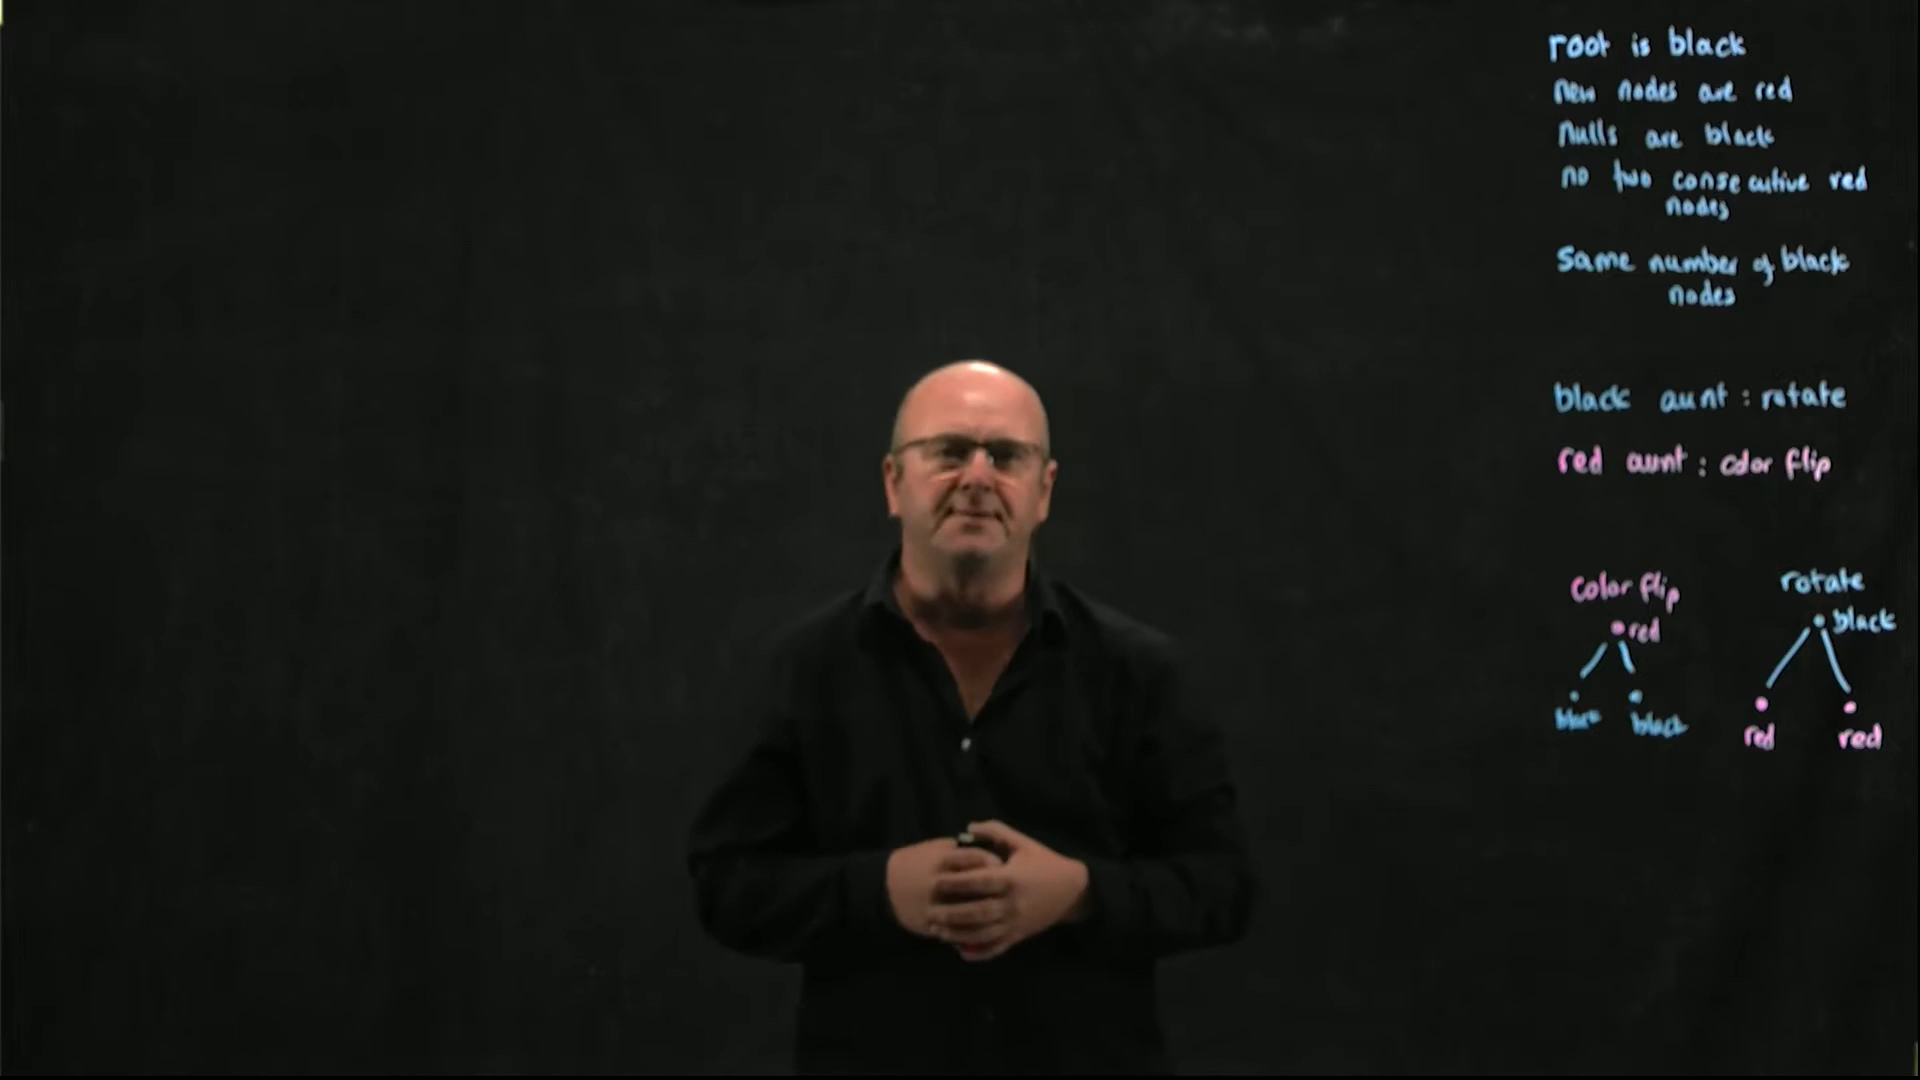 root is black
new nodes are red
nulls are black
no two consecutive red
nodes
same number of black
nodes
black aunt : rotate
red aunt : color flip
color flip
red
black
rotate
black
red
red